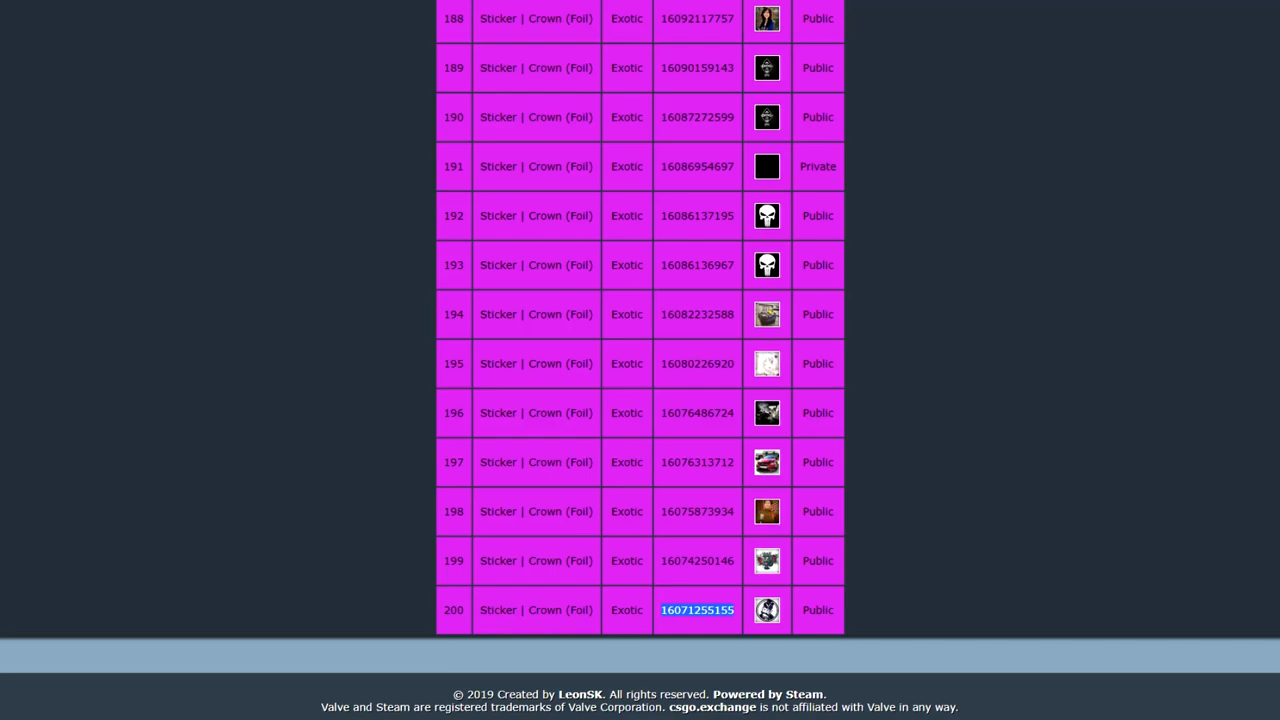 188 Sticker | Crown (Foil) Exotic 16092117757 Public
189 Sticker | Crown (Foil) Exotic 16090159143 Public
190 Sticker | Crown (Foil) Exotic 16087272599 Public
191 Sticker | Crown (Foil) Exotic 16086954697 Private
192 Sticker | Crown (Foil) Exotic 16086137195 Public
193 Sticker | Crown (Foil) Exotic 16086136967 Public
194 Sticker | Crown (Foil) Exotic 16082232588 Public
195 Sticker | Crown (Foil) Exotic 16080226920 Public
196 Sticker | Crown (Foil) Exotic 16076486724 Public
197 Sticker | Crown (Foil) Exotic 16076313712 Public
198 Sticker | Crown (Foil) Exotic 16075873934 Public
199 Sticker | Crown (Foil) Exotic 16074250146 Public
200 Sticker | Crown (Foil) Exotic 16071255155 Public
© 2019 Created by LeonSK. All rights reserved. Powered by Steam.
Valve and Steam are registered trademarks of Valve Corporation. csgo.exchange is not affiliated with Valve in any way.